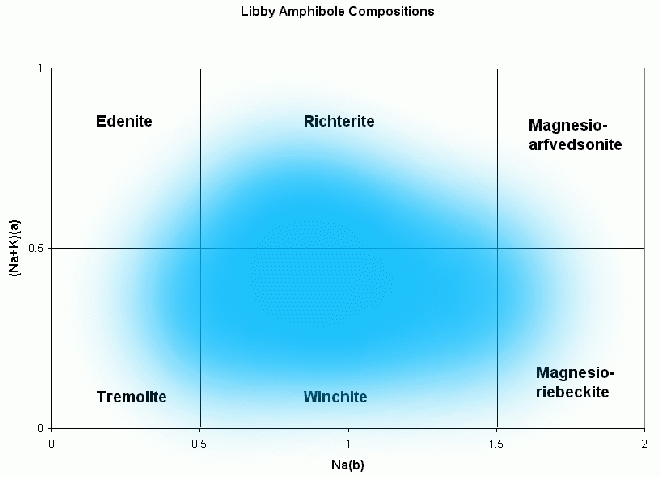 Libby Amphibole Compositions
1
Edenite
Richterite
Magnesio-
arfvedsonite
(Na+K)(a)
0.5
Magnesio-
riebeckite
Tremolite
Winchite
0
0
0.5
1
1.5
2
Na(b)